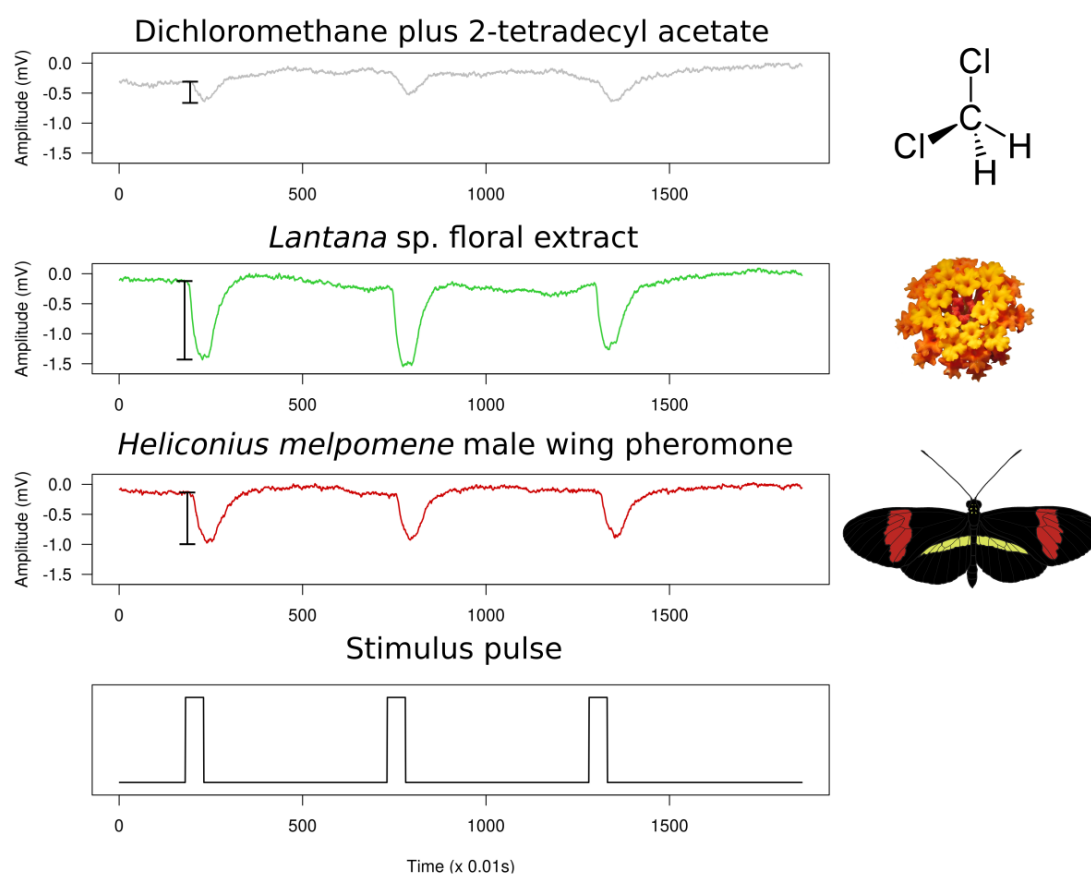 Dichloromethane plus 2-tetradecyl acetate
Amplitude (mV)
0.0
-0.5
-1.0
-1.5
0 500 1000 1500
Cl
C
Cl
H
H
Lantana sp. floral extract
Amplitude (mV)
0.0
-0.5
-1.0
-1.5
0 500 1000 1500
Heliconius melpomene male wing pheromone
Amplitude (mV)
0.0
-0.5
-1.0
-1.5
0 500 1000 1500
Stimulus pulse
0 500 1000 1500
Time (x 0.01s)